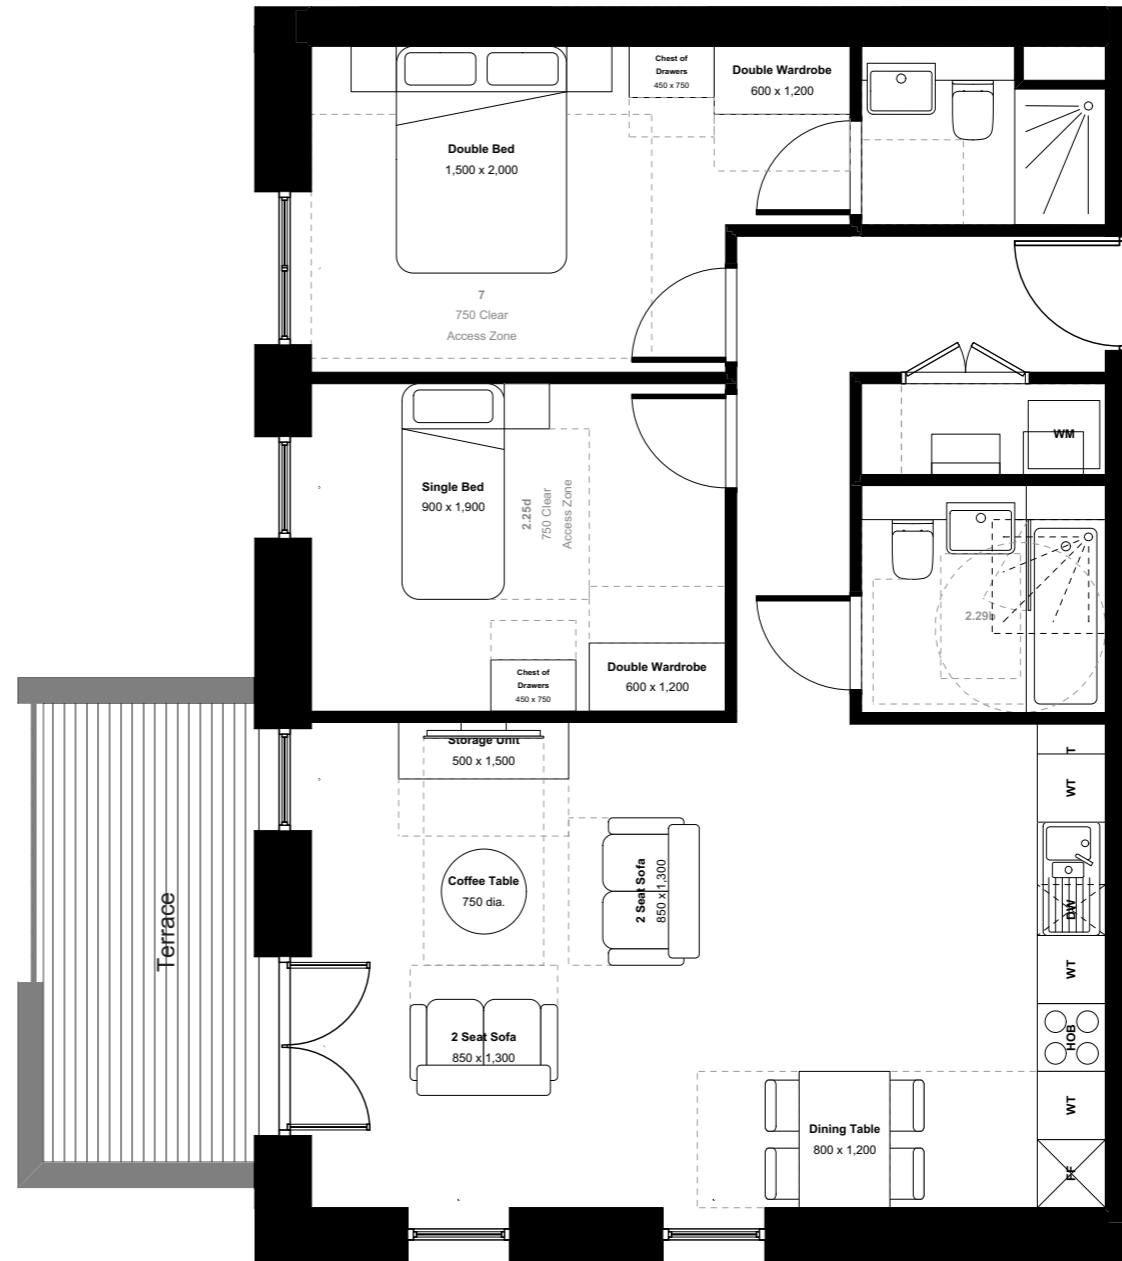 Chest of
Drawers
450 x 750
Double Wardrobe
600 x 1,200
Double Bed
1,500 x 2,000
7
750 Clear
Access Zone
WM
Single Bed
900 x 1,900
2.25d
750 Clear
Access Zone
2.29b
Chest of
Drawers
450 x 750
Double Wardrobe
600 x 1,200
Storage Unit
500 x 1,500
T
WT
Coffee Table
750 dia.
2 Seat Sofa
850 x 1,300
DW
Terrace
WT
2 Seat Sofa
850 x 1,300
HOB
WT
Dining Table
800 x 1,200
FF